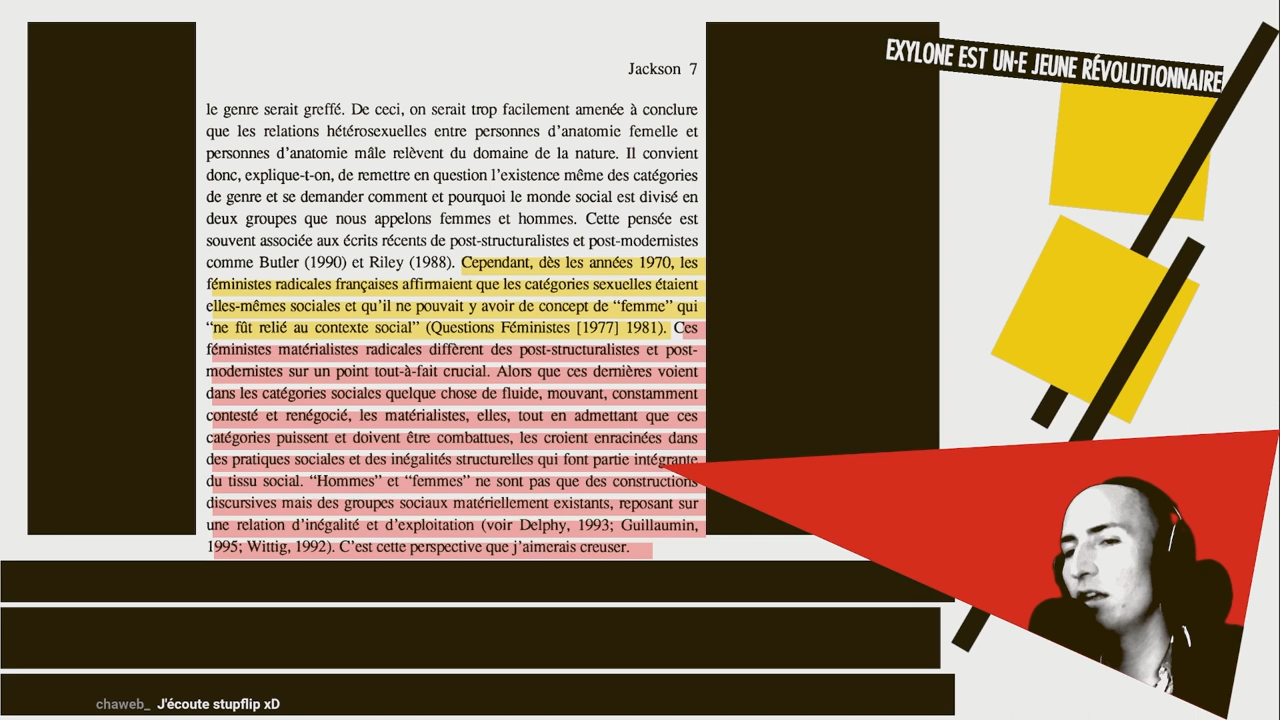 EXYLONE EST UN·E JEUNE RÉVOLUTIONNAIRE
Jackson 7
le genre serait greffé. De ceci, on serait trop facilement amenée à conclure
que les relations hétérosexuelles entre personnes d’anatomie femelle et
personnes d’anatomie mâle relèvent du domaine de la nature. Il convient
donc, explique-t-on, de remettre en question l’existence même des catégories
de genre et se demander comment et pourquoi le monde social est divisé en
deux groupes que nous appelons femmes et hommes. Cette pensée est
souvent associée aux écrits récents de post-structuralistes et post-modernistes
comme Butler (1990) et Riley (1988). Cependant, dès les années 1970, les
féministes radicales françaises affirmaient que les catégories sexuelles étaient
elles-mêmes sociales et qu’il ne pouvait y avoir de concept de “femme” qui
“ne fût relié au contexte social” (Questions Féministes [1977] 1981). Ces
féministes matérialistes radicales diffèrent des post-structuralistes et post-
modernistes sur un point tout-à-fait crucial. Alors que ces dernières voient
dans les catégories sociales quelque chose de fluide, mouvant, constamment
contesté et renégocié, les matérialistes, elles, tout en admettant que ces
catégories puissent et doivent être combattues, les croient enracinées dans
des pratiques sociales et des inégalités structurelles qui font partie intégrante
du tissu social. “Hommes” et “femmes” ne sont pas que des constructions
discursives mais des groupes sociaux matériellement existants, reposant sur
une relation d’inégalité et d’exploitation (voir Delphy, 1993; Guillaumin,
1995; Wittig, 1992). C’est cette perspective que j’aimerais creuser.
chaweb_ J'écoute stupflip xD